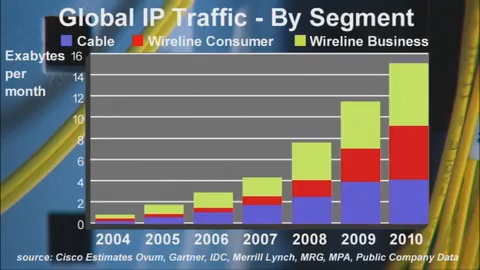 Global IP Traffic - By Segment
Cable Wireline Consumer Wireline Business
Exabytes
per
month
16
14
12
10
8
6
4
2
0
2004 2005 2006 2007 2008 2009 2010
source: Cisco Estimates Ovum, Gartner, IDC, Merrill Lynch, MRG, MPA, Public Company Data